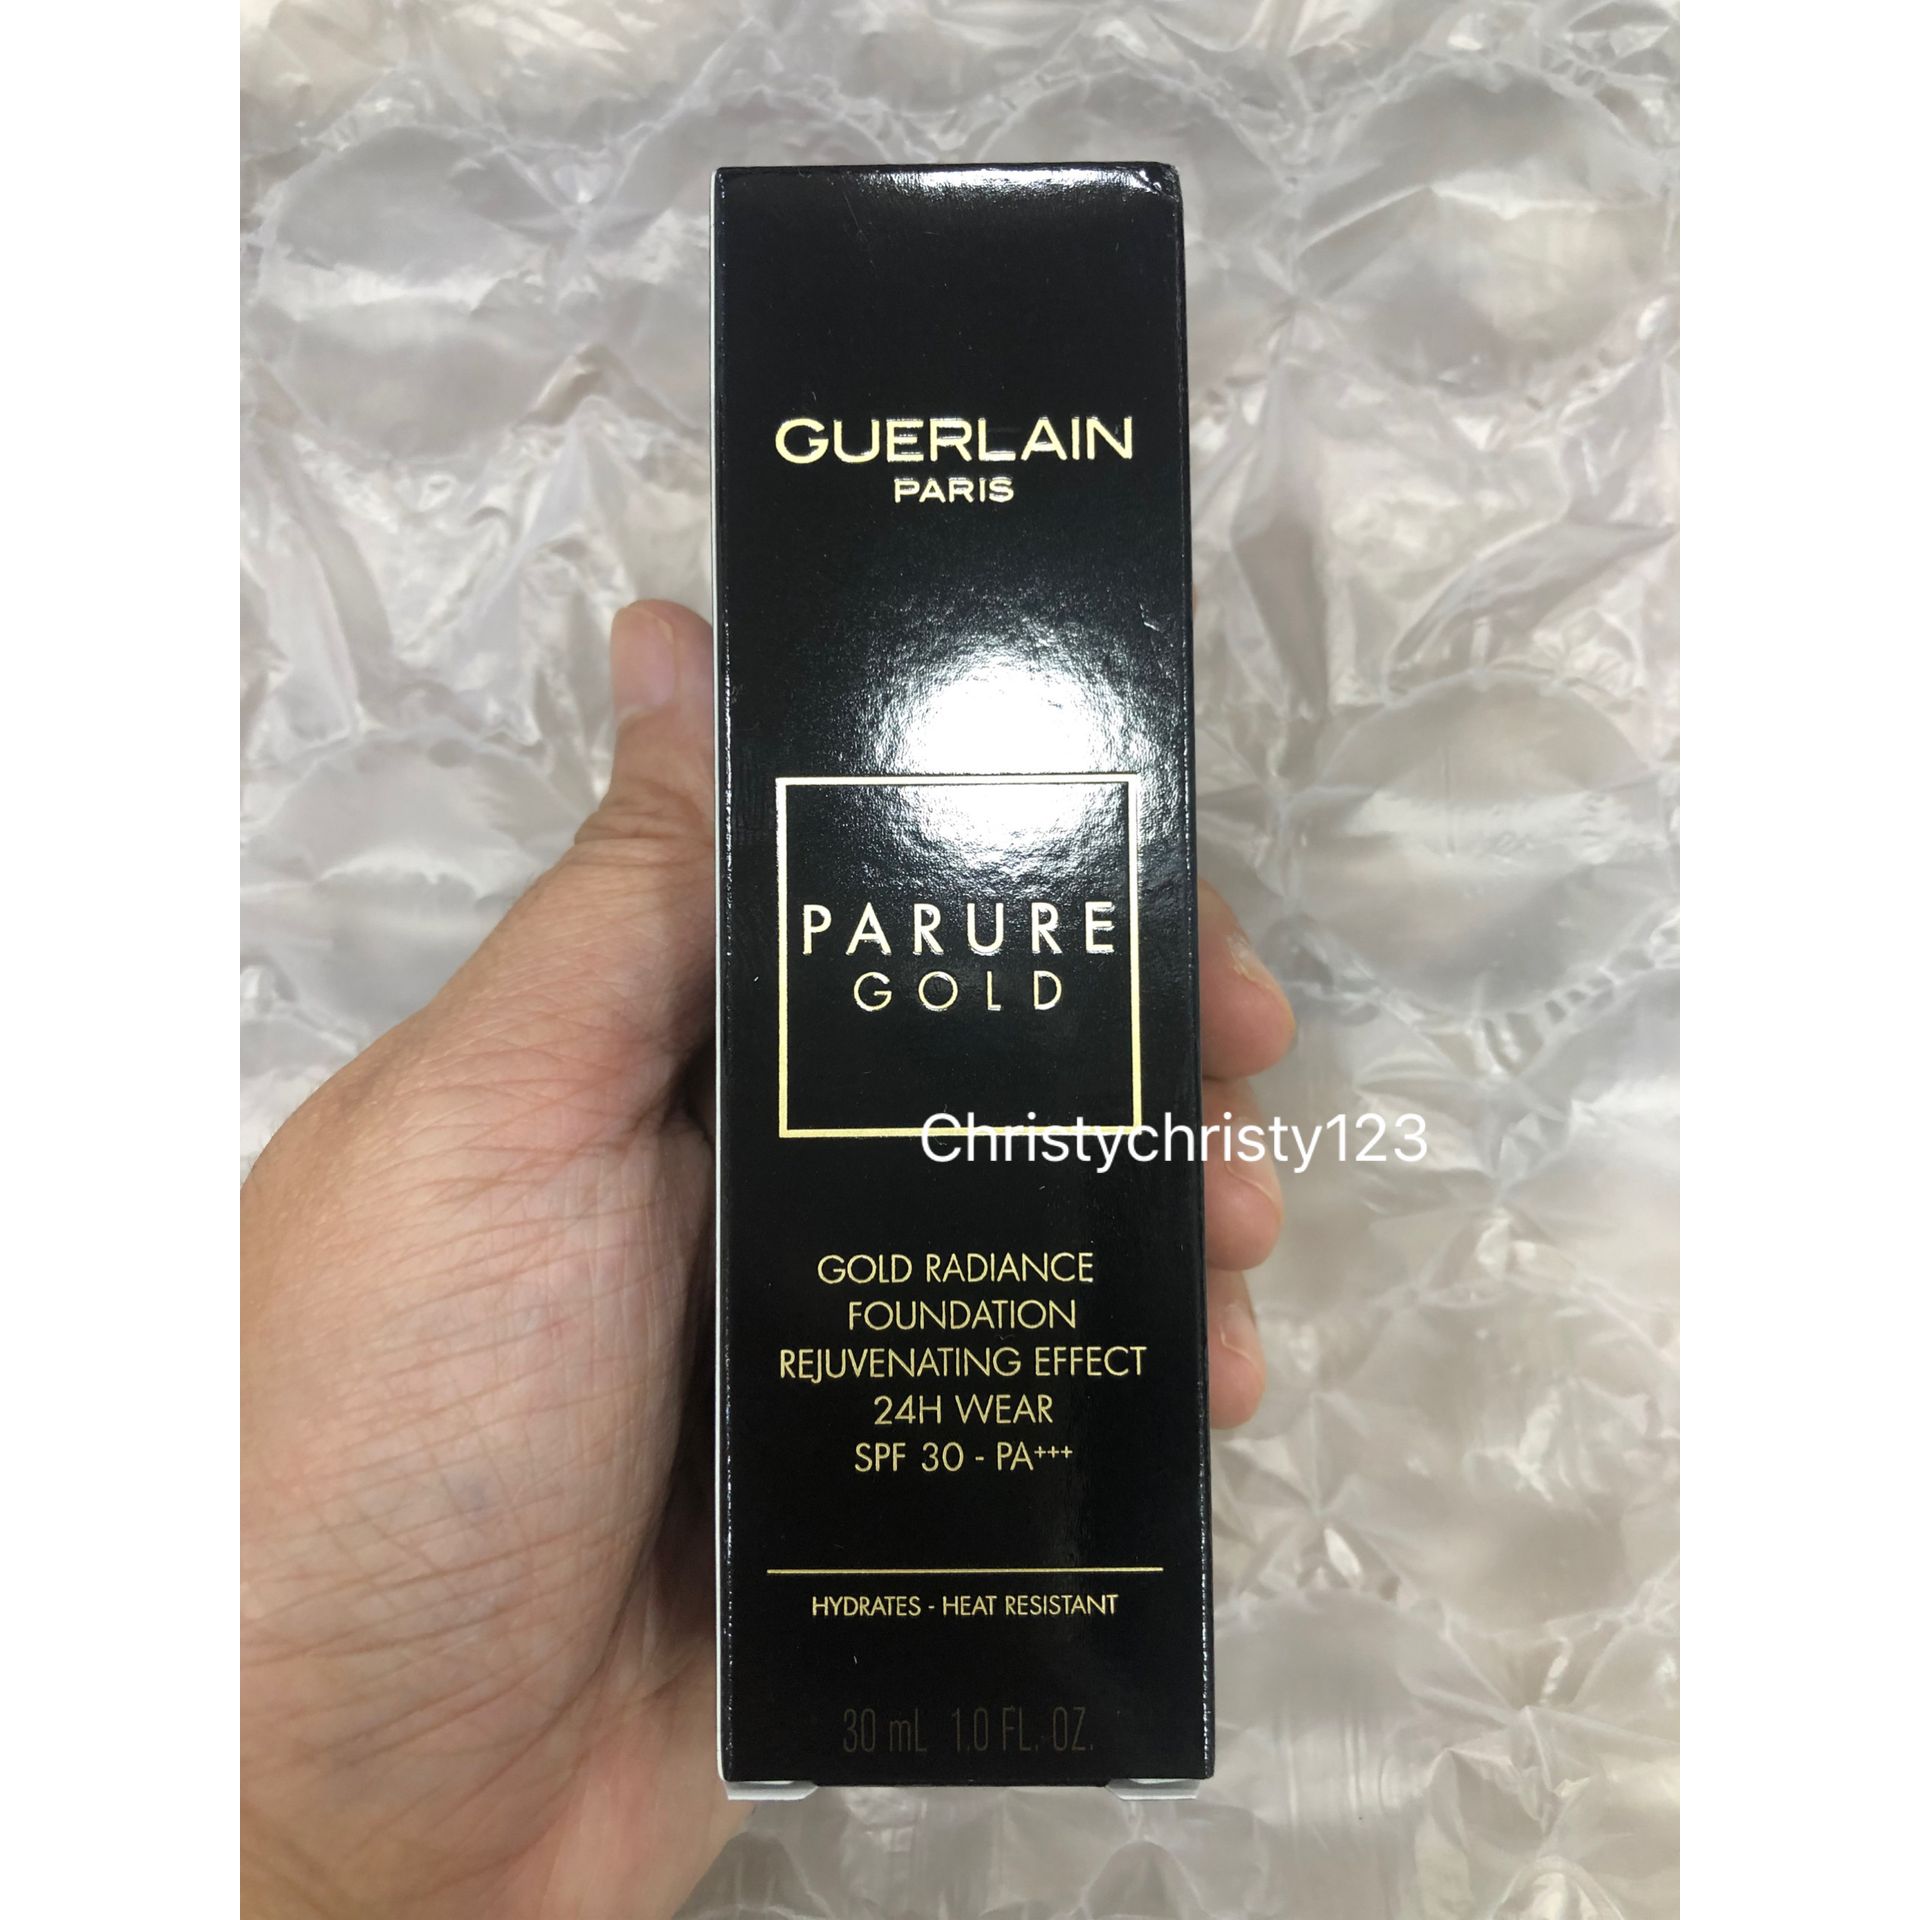 GUERLAIN
PARIS
PARURE
GOLD
Christychristy123
GOLD RADIANCE
FOUNDATION
REJUVENATING EFFECT
24H WEAR
SPF 30 - PA+++
HYDRATES - HEAT RESISTANT
30 mL 1.0 FL. OZ.